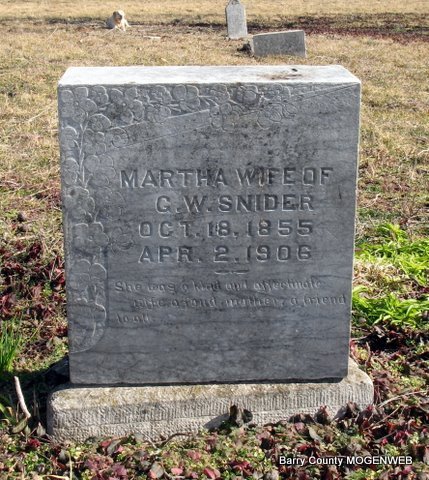 MARTHA WIFE OF
G. W. SNIDER
OCT. 18, 1855
APR. 2, 1906
She was a kind and affectionate
wife a fond mother, a friend
to all.
Barry County MOGENWEB